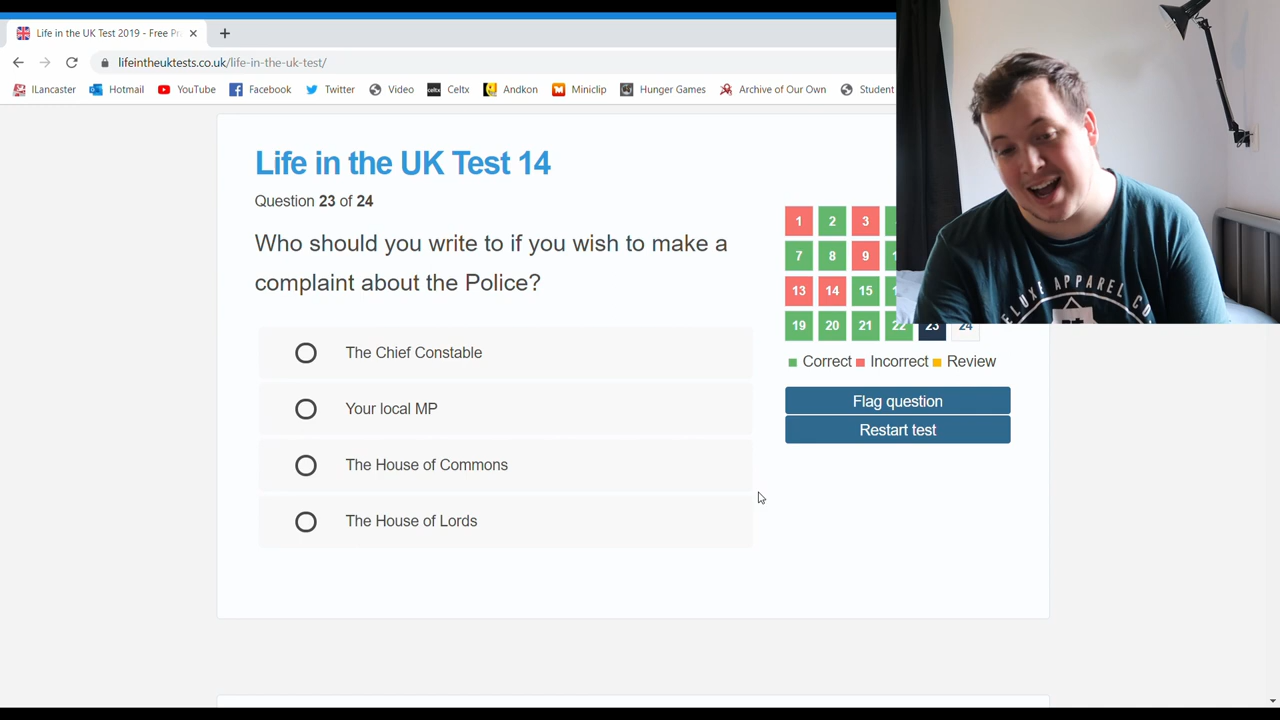 Life in the UK Test 2019 - Free Pr
lifeintheuktests.co.uk/life-in-the-uk-test/
ILancaster Hotmail YouTube Facebook Twitter Video Celtx Andkon Miniclip Hunger Games Archive of Our Own Student
Life in the UK Test 14
Question 23 of 24
Who should you write to if you wish to make a
complaint about the Police?
The Chief Constable
Your local MP
The House of Commons
The House of Lords
1 2 3
7 8 9
13 14 15
19 20 21 22 23 24
Correct Incorrect Review
Flag question
Restart test
ELUXE APPAREL CO